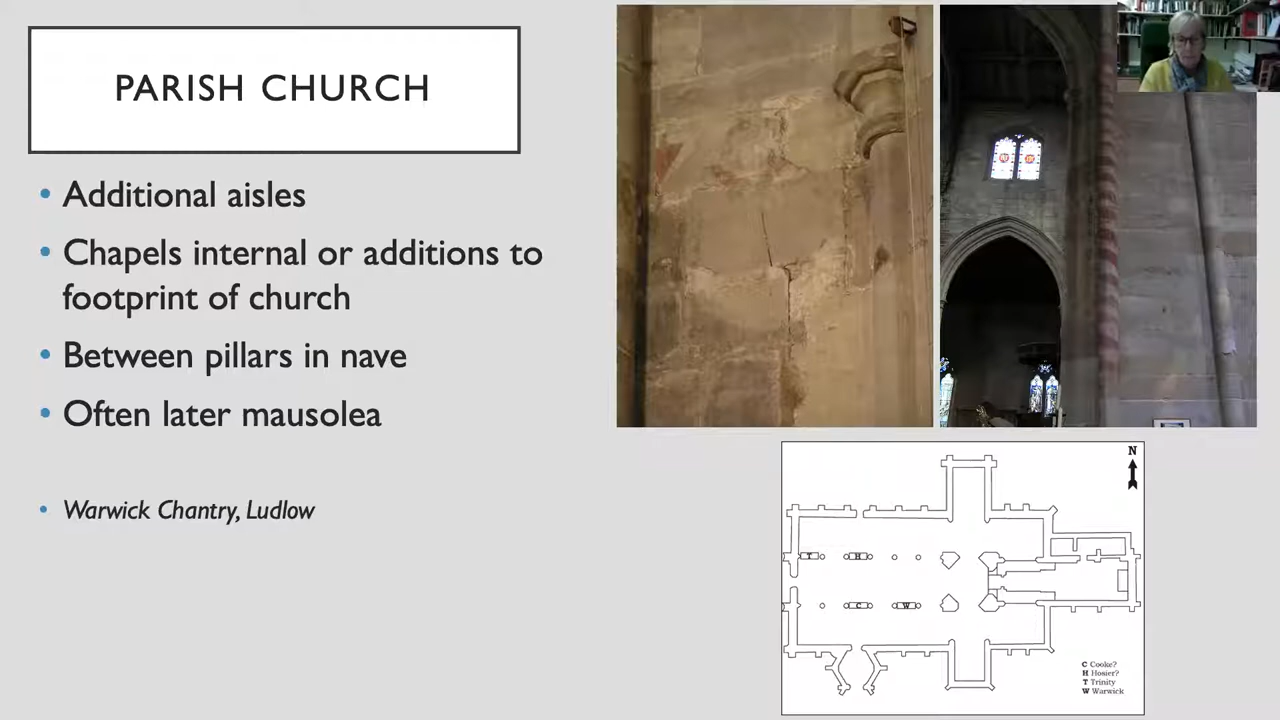 PARISH CHURCH
• Additional aisles
• Chapels internal or additions to
footprint of church
• Between pillars in nave
• Often later mausolea
• Warwick Chantry, Ludlow
N
T
H
C
W
C Cooke?
H Hosier?
T Trinity
W Warwick